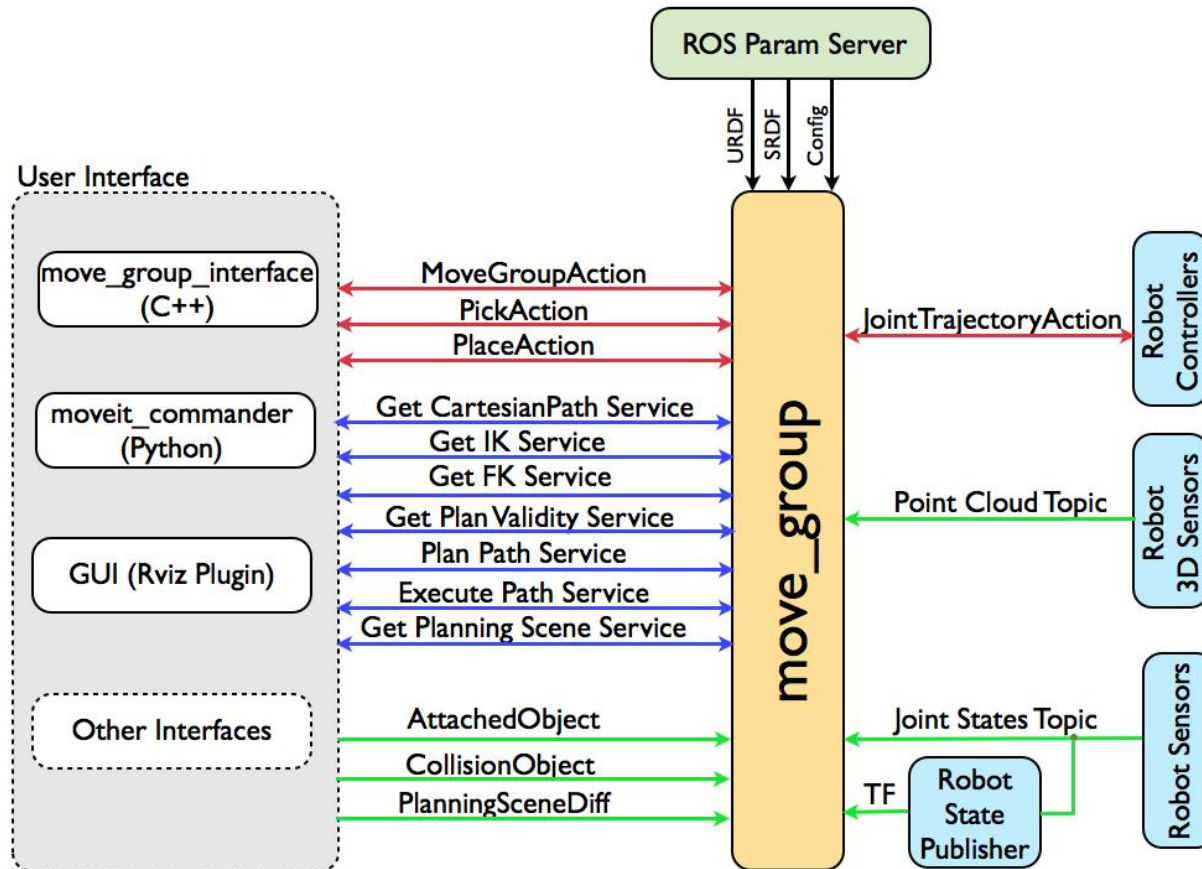 ROS Param Server
URDF
SRDF
Config
User Interface
move_group_interface
(C++)
moveit_commander
(Python)
GUI (Rviz Plugin)
Other Interfaces
MoveGroupAction
PickAction
PlaceAction
Get CartesianPath Service
Get IK Service
Get FK Service
Get Plan Validity Service
Plan Path Service
Execute Path Service
Get Planning Scene Service
AttachedObject
CollisionObject
PlanningSceneDiff
move_group
JointTrajectoryAction
Robot
Controllers
Point Cloud Topic
Robot
3D Sensors
Joint States Topic
TF
Robot
State
Publisher
Robot Sensors